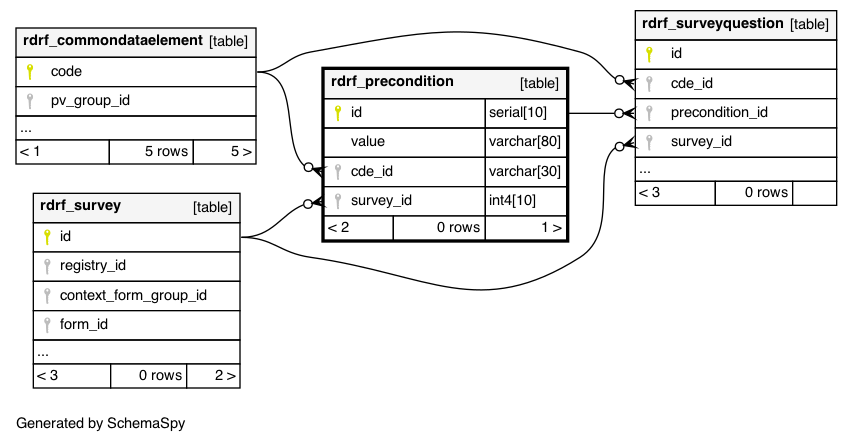 rdrf_commondataelement [table]
code
pv_group_id
...
< 1 5 rows 5 >
rdrf_survey [table]
id
registry_id
context_form_group_id
form_id
...
< 3 0 rows 2 >
rdrf_precondition [table]
id serial[10]
value varchar[80]
cde_id varchar[30]
survey_id int4[10]
< 2 0 rows 1 >
rdrf_surveyquestion [table]
id
cde_id
precondition_id
survey_id
...
< 3 0 rows
Generated by SchemaSpy